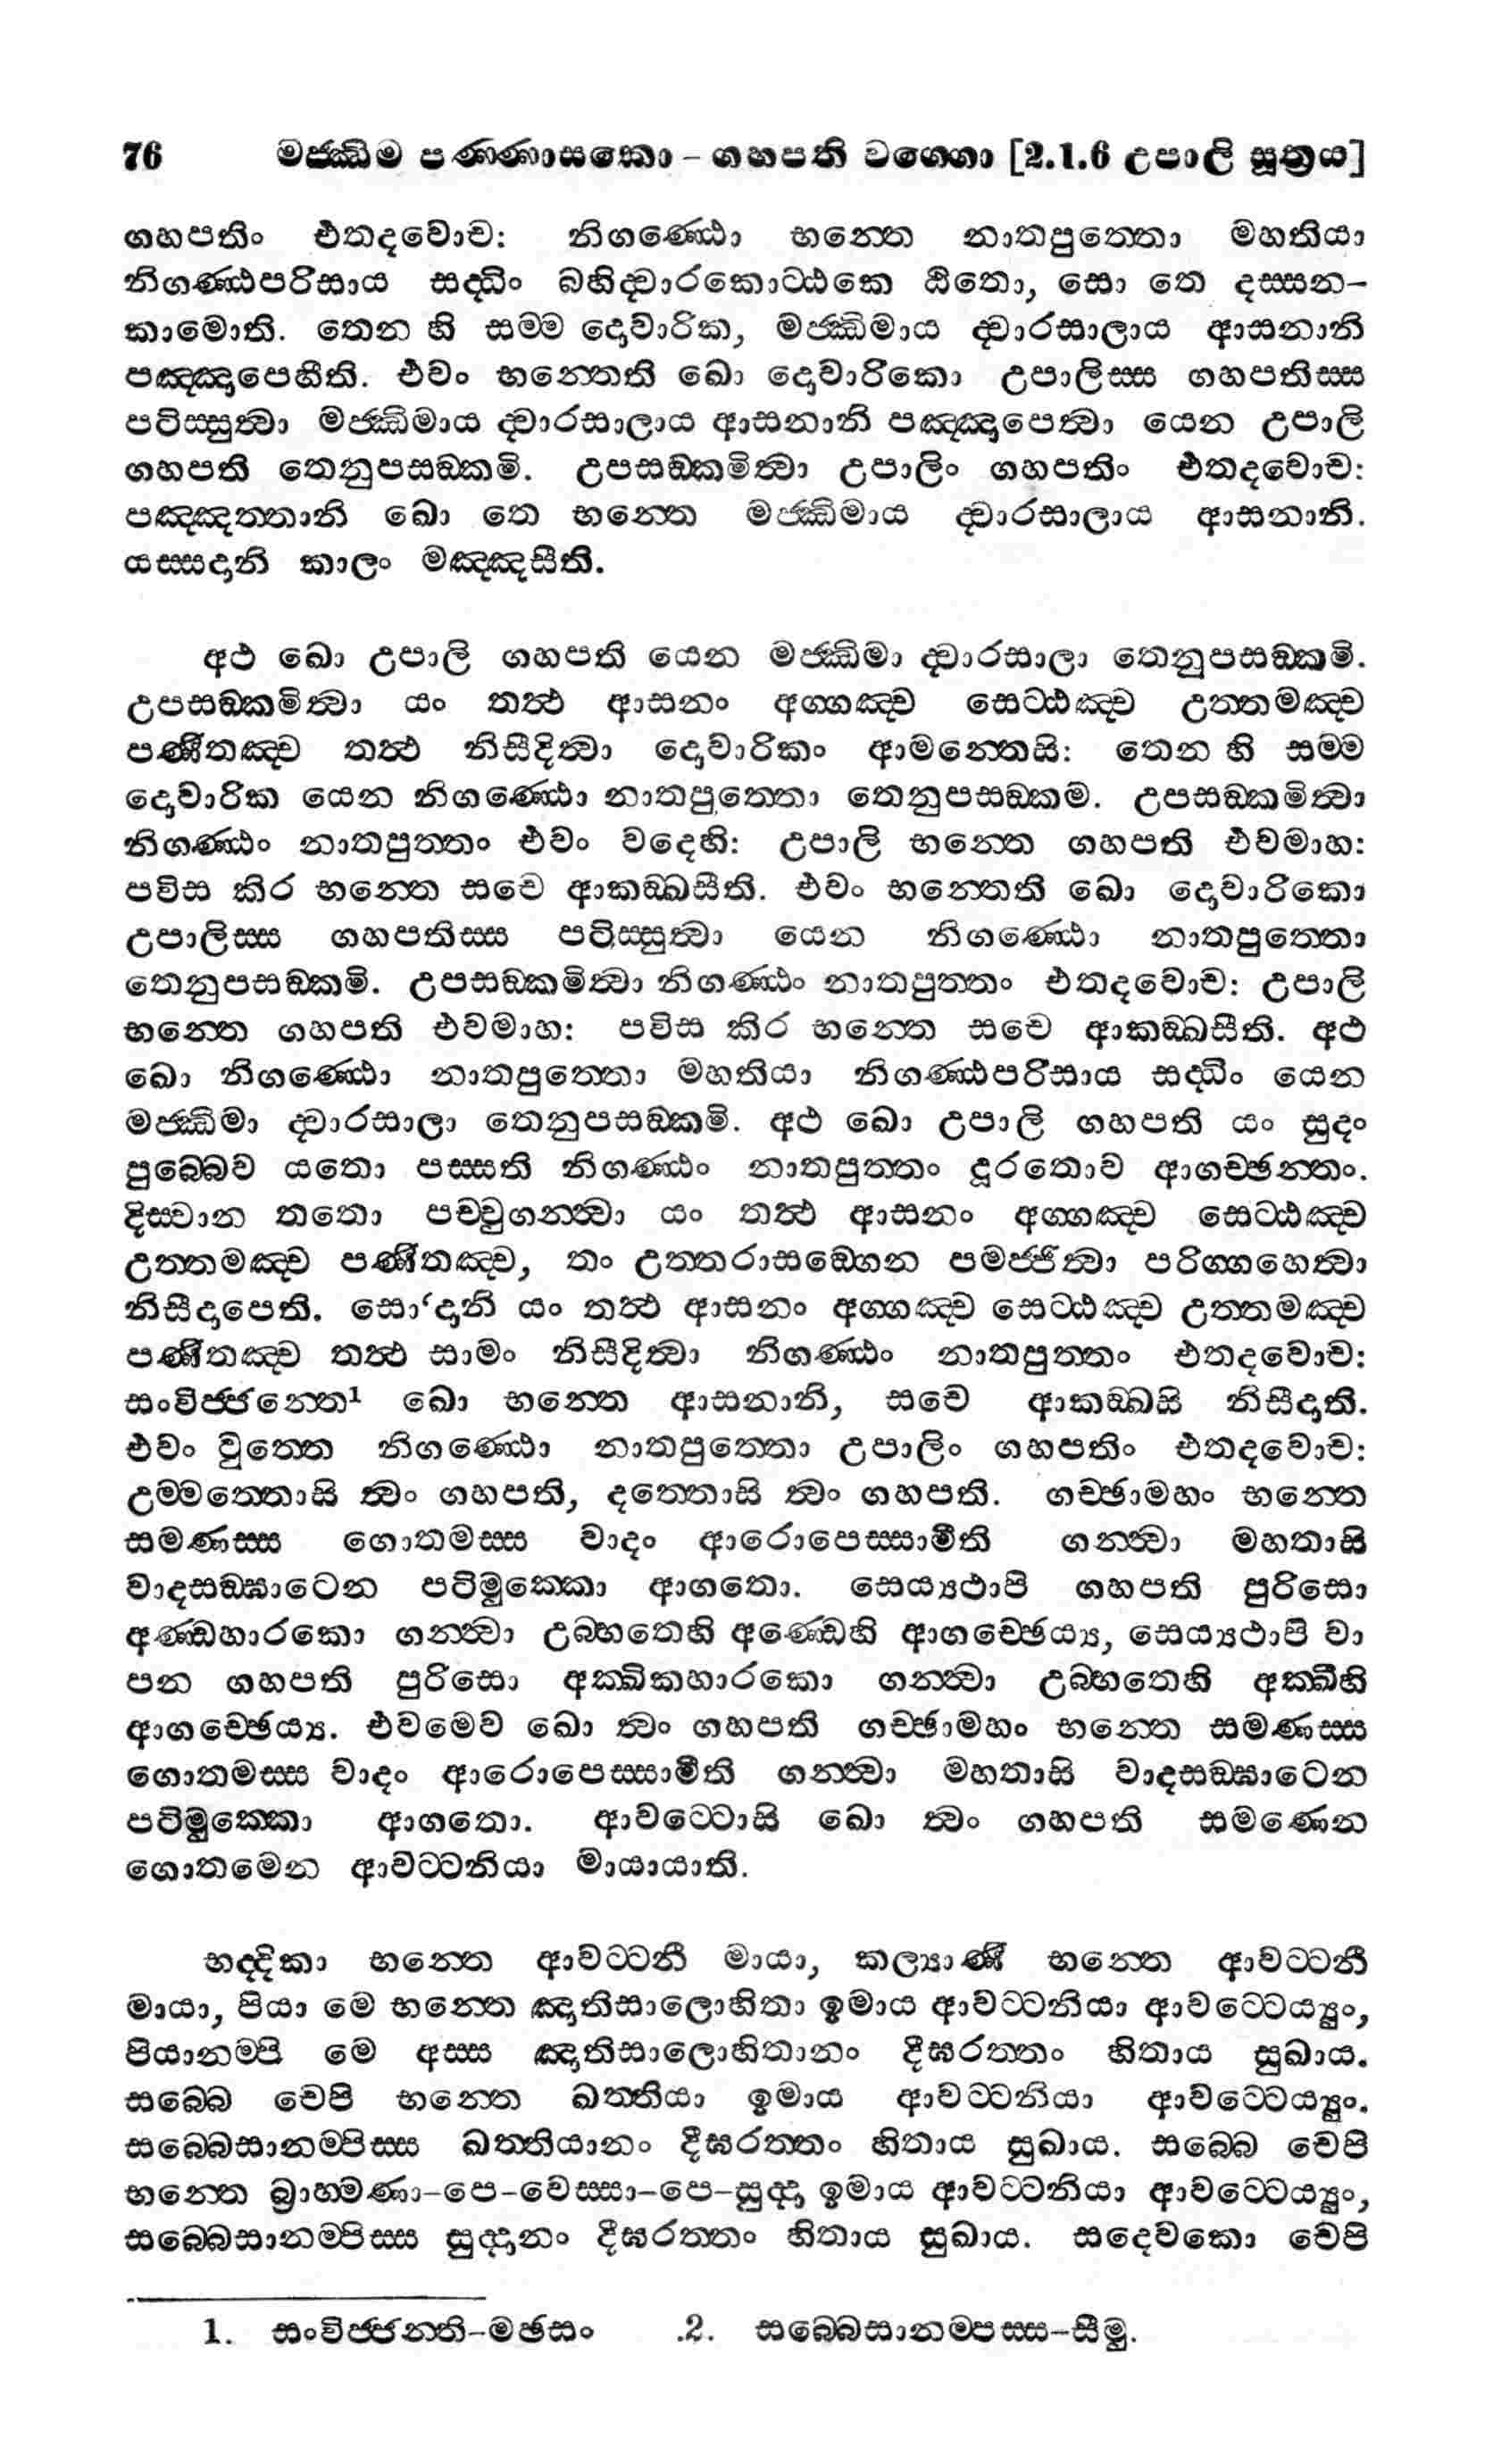 76 මජ්ඣිම පණ්ණාසකො - ගහපති වග්ගො [2.1.6 උපාලි සූත්‍රය]
ගහපතිං එතදවොච: නිගණ්ඨො භන්තෙ නාතපුත්තො මහතියා
නිගණ්ඨපරිසාය සද්ධිං බහිද්වාරකොට්ඨකෙ ඨිතො, සො තෙ දස්සන-
කාමොති. තෙන හි සම්ම දොවාරික, මජ්ඣිමාය ද්වාරසාලාය ආසනානි
පඤ්ඤාපෙහීති. එවං භන්තෙති ඛො දොවාරිකො උපාලිස්ස ගහපතිස්ස
පටිස්සුත්වා මජ්ඣිමාය ද්වාරසාලාය ආසනානි පඤ්ඤාපෙත්වා යෙන උපාලි
ගහපති තෙනුපසඞ්කමි. උපසඞ්කමිත්වා උපාලිං ගහපතිං එතදවොච:
පඤ්ඤත්තානි ඛො තෙ භන්තෙ මජ්ඣිමාය ද්වාරසාලාය ආසනානි.
යස්සදානි කාලං මඤ්ඤසීති.
අථ ඛො උපාලි ගහපති යෙන මජ්ඣිමා ද්වාරසාලා තෙනුපසඞ්කමි.
උපසඞ්කමිත්වා යං තත්ථ ආසනං අග්ගඤ්ච සෙට්ඨඤ්ච උත්තමඤ්ච
පණීතඤ්ච තත්ථ නිසීදිත්වා දොවාරිකං ආමන්තෙසි: තෙන හි සම්ම
දොවාරික යෙන නිගණ්ඨො නාතපුත්තො තෙනුපසඞ්කම. උපසඞ්කමිත්වා
නිගණ්ඨං නාතපුත්තං එවං වදෙහි: උපාලි භන්තෙ ගහපති එවමාහ:
පවිස කිර භන්තෙ සචෙ ආකඞ්ඛසීති. එවං භන්තෙති ඛො දොවාරිකො
උපාලිස්ස ගහපතිස්ස පටිස්සුත්වා යෙන නිගණ්ඨො නාතපුත්තො
තෙනුපසඞ්කමි. උපසඞ්කමිත්වා නිගණ්ඨං නාතපුත්තං එතදවොච: උපාලි
භන්තෙ ගහපති එවමාහ: පවිස කිර භන්තෙ සචෙ ආකඞ්ඛසීති. අථ
ඛො නිගණ්ඨො නාතපුත්තො මහතියා නිගණ්ඨපරිසාය සද්ධිං යෙන
මජ්ඣිමා ද්වාරසාලා තෙනුපසඞ්කමි. අථ ඛො උපාලි ගහපති යං සුදං
පුබ්බෙව යතො පස්සති නිගණ්ඨං නාතපුත්තං දූරතොව ආගච්ඡන්තං.
දිස්වාන තතො පච්චුගන්ත්වා යං තත්ථ ආසනං අග්ගඤ්ච සෙට්ඨඤ්ච
උත්තමඤ්ච පණීතඤ්ච, තං උත්තරාසඞ්ගෙන පමජ්ජිත්වා පරිග්ගහෙත්වා
නිසීදාපෙති. සො‘දානි යං තත්ථ ආසනං අග්ගඤ්ච සෙට්ඨඤ්ච උත්තමඤ්ච
පණීතඤ්ච තත්ථ සාමං නිසීදිත්වා නිගණ්ඨං නාතපුත්තං එතදවොච:
සංවිජ්ජන්තෙ¹ ඛො භන්තෙ ආසනානි, සචෙ ආකඞ්ඛසි නිසීදාති.
එවං වුත්තෙ නිගණ්ඨො නාතපුත්තො උපාලිං ගහපතිං එතදවොච:
උම්මත්තොසි ත්වං ගහපති, දත්තොසි ත්වං ගහපති. ගච්ඡාමහං භන්තෙ
සමණස්ස ගොතමස්ස වාදං ආරොපෙස්සාමීති ගන්ත්වා මහතාසි
වාදසඞ්ඝාටෙන පටිමුක්කො ආගතො. සෙය්‍යථාපි ගහපති පුරිසො
අණ්ඩහාරකො ගන්ත්වා උබ්භතෙහි අණ්ඩෙහි ආගච්ඡෙය්‍ය, සෙය්‍යථාපි වා
පන ගහපති පුරිසො අක්ඛිකහාරකො ගන්ත්වා උබ්භතෙහි අක්ඛීහි
ආගච්ඡෙය්‍ය. එවමෙව ඛො ත්වං ගහපති ගච්ඡාමහං භන්තෙ සමණස්ස
ගොතමස්ස වාදං ආරොපෙස්සාමීති ගන්ත්වා මහතාසි වාදසඞ්ඝාටෙන
පටිමුක්කො ආගතො. ආවට්ටොසි ඛො ත්වං ගහපති සමණෙන
ගොතමෙන ආවට්ටනියා මායායාති.
භද්දිකා භන්තෙ ආවට්ටනී මායා, කල්‍යාණී භන්තෙ ආවට්ටනී
මායා, පියා මෙ භන්තෙ ඤාතිසාලොහිතා ඉමාය ආවට්ටනියා ආවට්ටෙය්‍යුං,
පියානම්පි මෙ අස්ස ඤාතිසාලොහිතානං දීඝරත්තං හිතාය සුඛාය.
සබ්බෙ චෙපි භන්තෙ ඛත්තියා ඉමාය ආවට්ටනියා ආවට්ටෙය්‍යුං.
සබ්බෙසානම්පිස්ස ඛත්තියානං දීඝරත්තං හිතාය සුඛාය. සබ්බෙ චෙපි
භන්තෙ බ්‍රාහ්මණා-පෙ-වෙස්සා-පෙ-සුද්දා ඉමාය ආවට්ටනියා ආවට්ටෙය්‍යුං,
සබ්බෙසානම්පිස්ස සුද්දානං දීඝරත්තං හිතාය සුඛාය. සදෙවකො චෙපි
1. සංවිජ්ජන්ති-මඡසං .2. සබ්බෙසානම්පස්ස-සීමු.